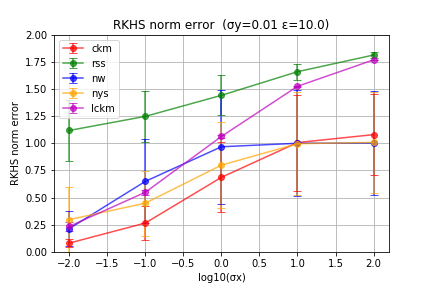 RKHS norm error  (σy=0.01 ε=10.0)
2.00
1.75
1.50
1.25
1.00
0.75
0.50
0.25
0.00
RKHS norm error
ckm
rss
nw
nys
lckm
−2.0 −1.5 −1.0 −0.5 0.0 0.5 1.0 1.5 2.0
log10(σx)